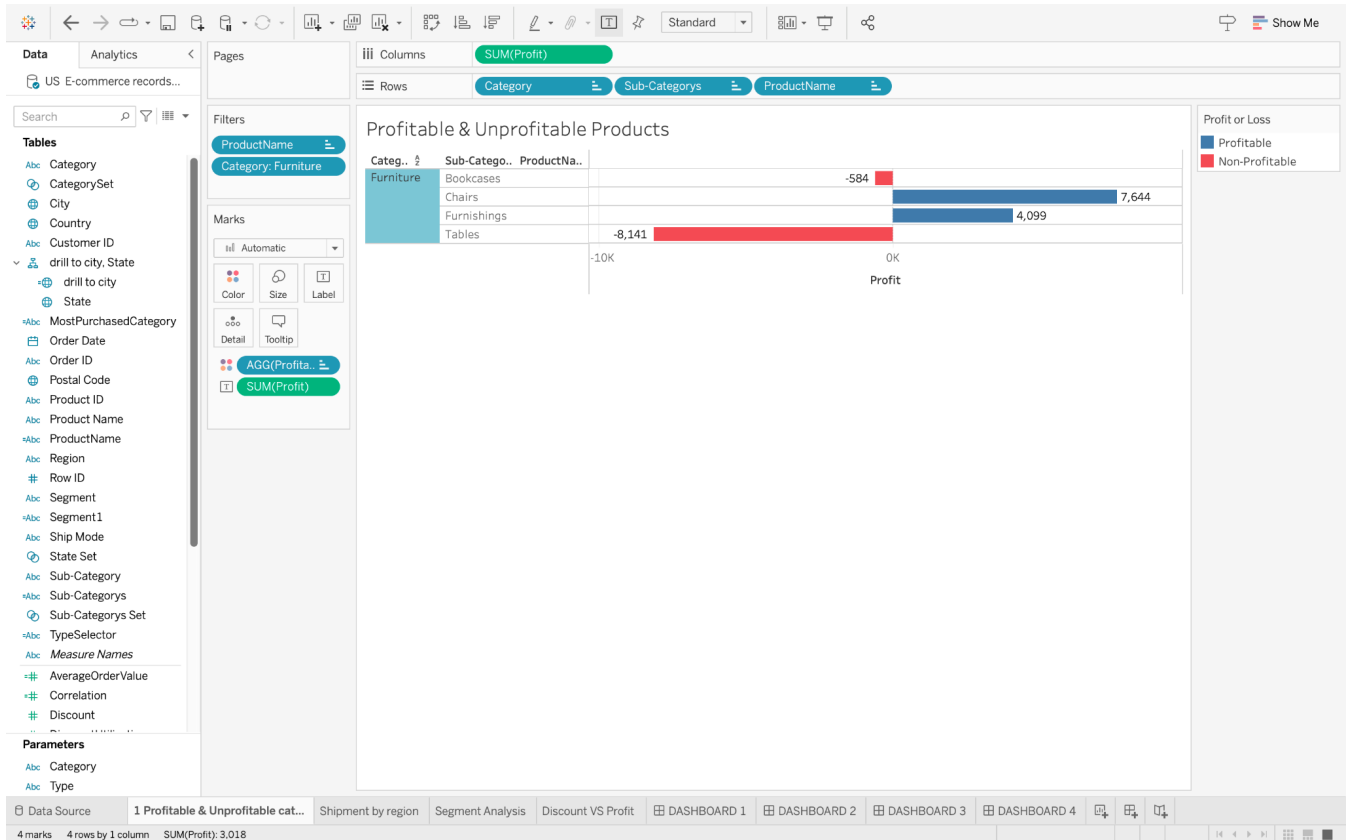 Standard
Show Me
Data
Analytics
US E-commerce records...
Search
Tables
Abc Category
CategorySet
City
Country
Abc Customer ID
drill to city, State
drill to city
State
=Abc MostPurchasedCategory
Order Date
Abc Order ID
Postal Code
Abc Product ID
Abc Product Name
=Abc ProductName
Abc Region
# Row ID
Abc Segment
=Abc Segment1
Abc Ship Mode
State Set
Abc Sub-Category
=Abc Sub-Categorys
Sub-Categorys Set
=Abc TypeSelector
Abc Measure Names
=# AverageOrderValue
=# Correlation
# Discount
Parameters
Abc Category
Abc Type
Pages
Filters
ProductName
Category: Furniture
Marks
Automatic
Color Size Label
Detail Tooltip
AGG(Profita..
SUM(Profit)
iii Columns SUM(Profit)
Rows Category Sub-Categorys ProductName
Profitable & Unprofitable Products
Categ.. Sub-Catego.. ProductNa..
Furniture Bookcases -584
Chairs 7,644
Furnishings 4,099
Tables -8,141
-10K 0K
Profit
Profit or Loss
Profitable
Non-Profitable
Data Source 1 Profitable & Unprofitable cat... Shipment by region Segment Analysis Discount VS Profit DASHBOARD 1 DASHBOARD 2 DASHBOARD 3 DASHBOARD 4
4 marks 4 rows by 1 column SUM(Profit): 3,018